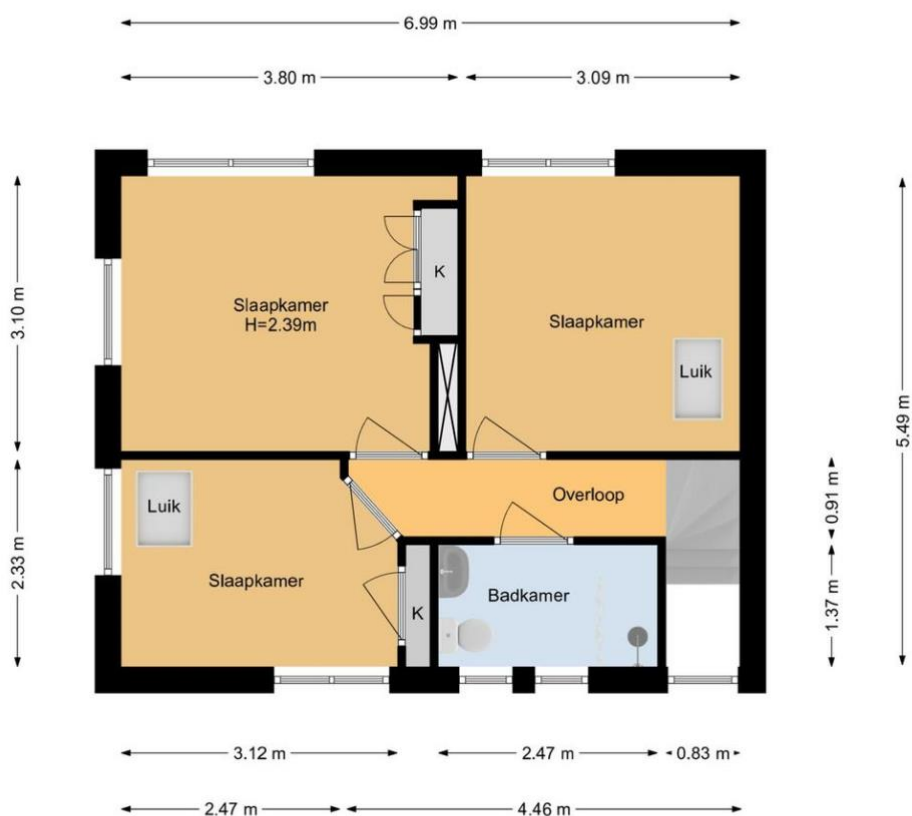 6.99 m
3.80 m
3.09 m
3.10 m
5.49 m
Slaapkamer
H=2.39m
K
Slaapkamer
Luik
2.33 m
Luik
Slaapkamer
K
Overloop
Badkamer
0.91 m
1.37 m
3.12 m
2.47 m
0.83 m
2.47 m
4.46 m